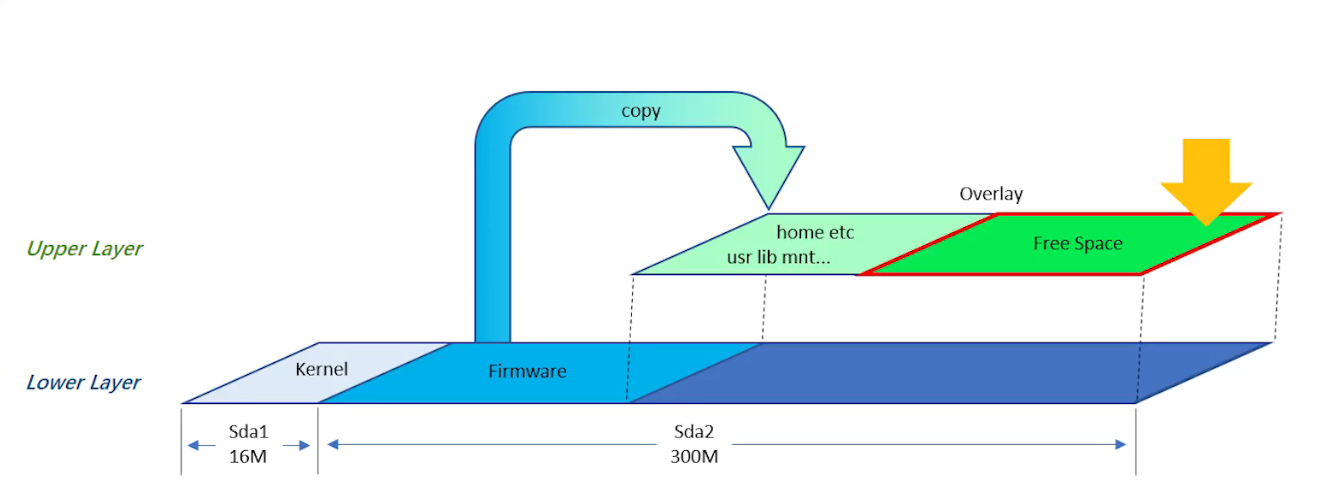 copy
Overlay
Upper Layer
home etc
usr lib mnt...
Free Space
Lower Layer
Kernel
Firmware
Sda1
16M
Sda2
300M